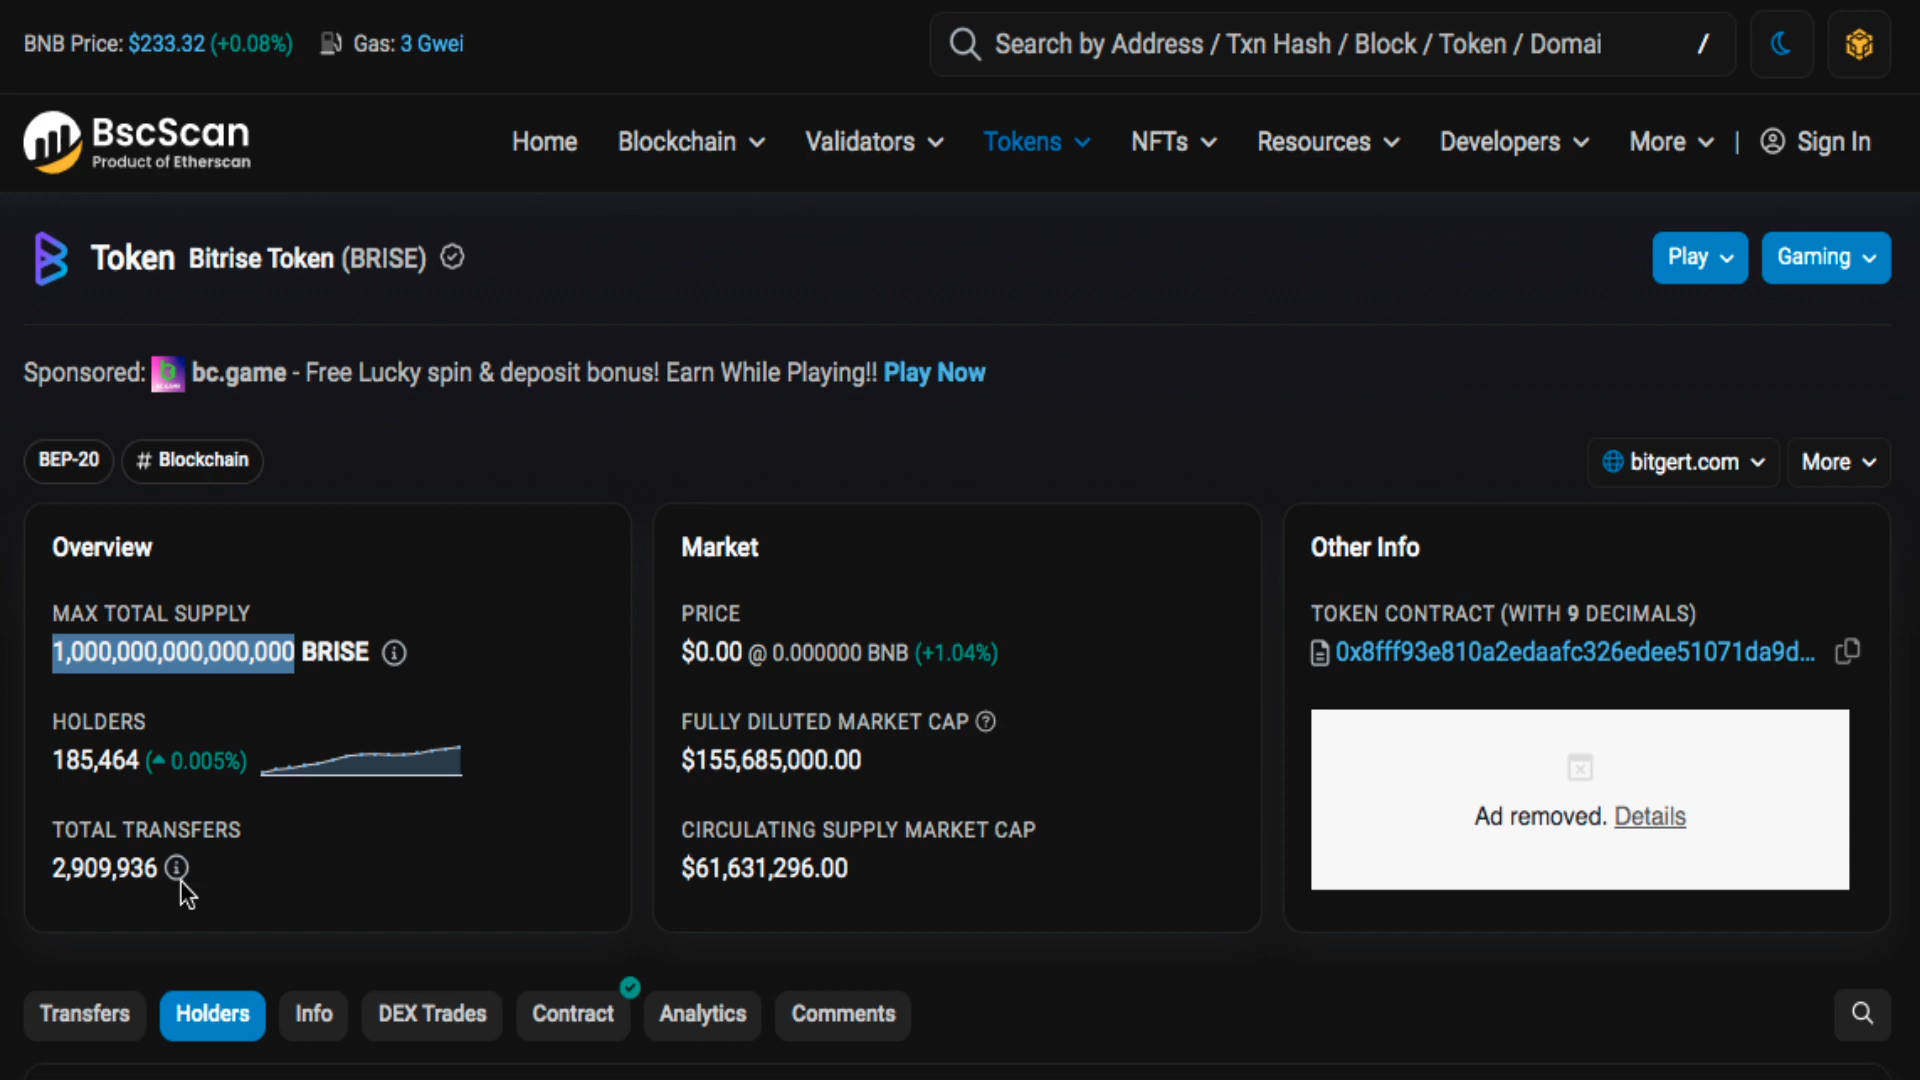 BNB Price: $233.32 (+0.08%) Gas: 3 Gwei
Search by Address / Txn Hash / Block / Token / Domai /
BscScan
Product of Etherscan
Home Blockchain Validators Tokens NFTs Resources Developers More | Sign In
Token Bitrise Token (BRISE)
Play Gaming
Sponsored: bc.game - Free Lucky spin & deposit bonus! Earn While Playing!! Play Now
BEP-20 # Blockchain
bitgert.com More
Overview
MAX TOTAL SUPPLY
1,000,000,000,000,000 BRISE
HOLDERS
185,464 (0.005%)
TOTAL TRANSFERS
2,909,936
Market
PRICE
$0.00 @ 0.000000 BNB (+1.04%)
FULLY DILUTED MARKET CAP
$155,685,000.00
CIRCULATING SUPPLY MARKET CAP
$61,631,296.00
Other Info
TOKEN CONTRACT (WITH 9 DECIMALS)
0x8fff93e810a2edaafc326edee51071da9d...
Ad removed. Details
Transfers Holders Info DEX Trades Contract Analytics Comments